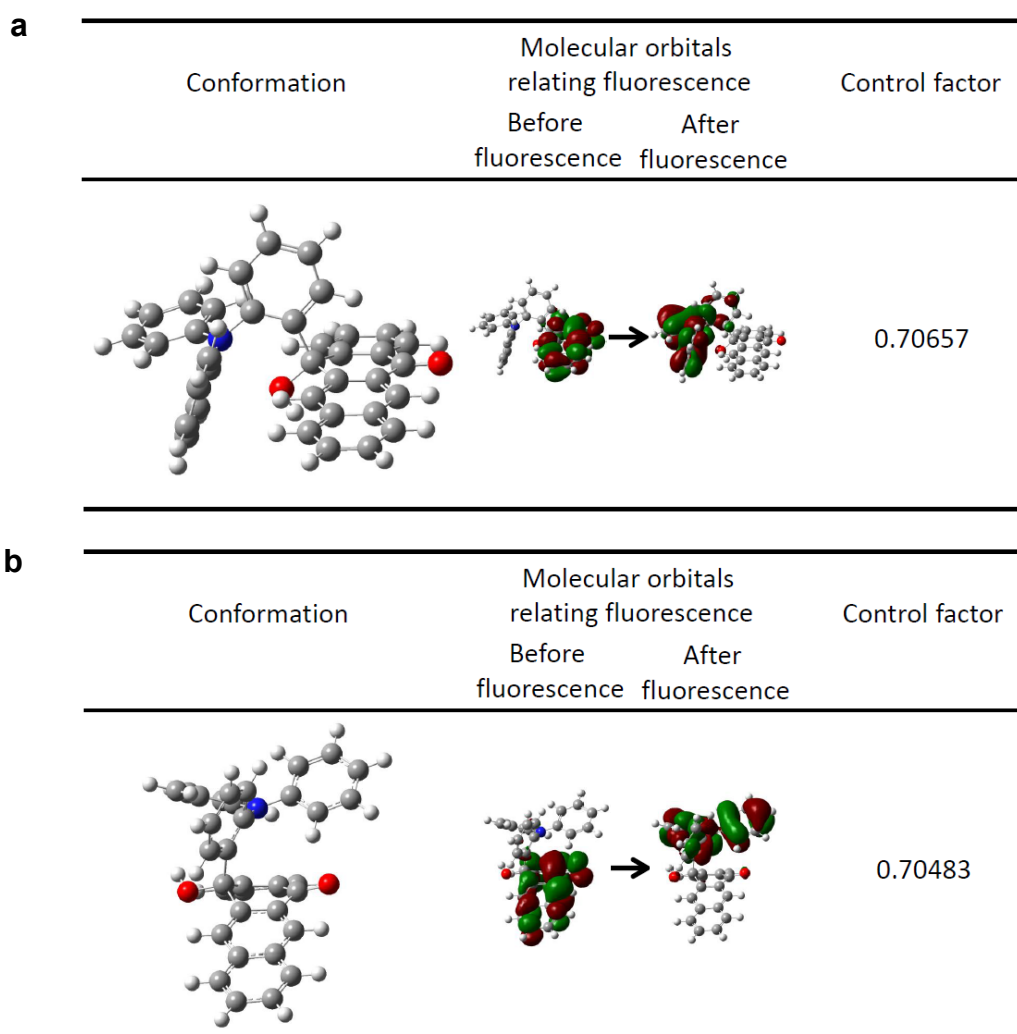 a
Molecular orbitals
Conformation relating fluorescence Control factor
Before After
fluorescence fluorescence
0.70657
b
Molecular orbitals
Conformation relating fluorescence Control factor
Before After
fluorescence fluorescence
0.70483